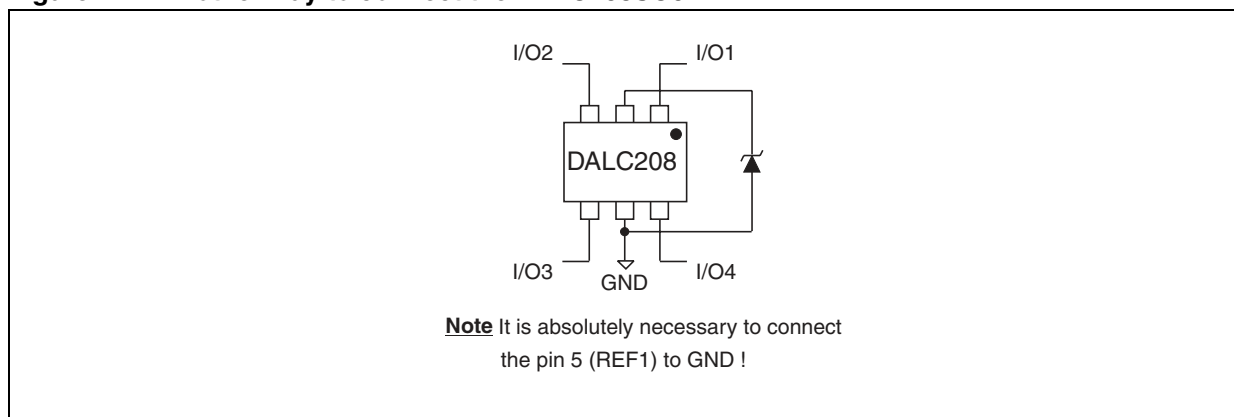 I/O2
I/O1
DALC208
I/O3
I/O4
GND
Note It is absolutely necessary to connect
the pin 5 (REF1) to GND !